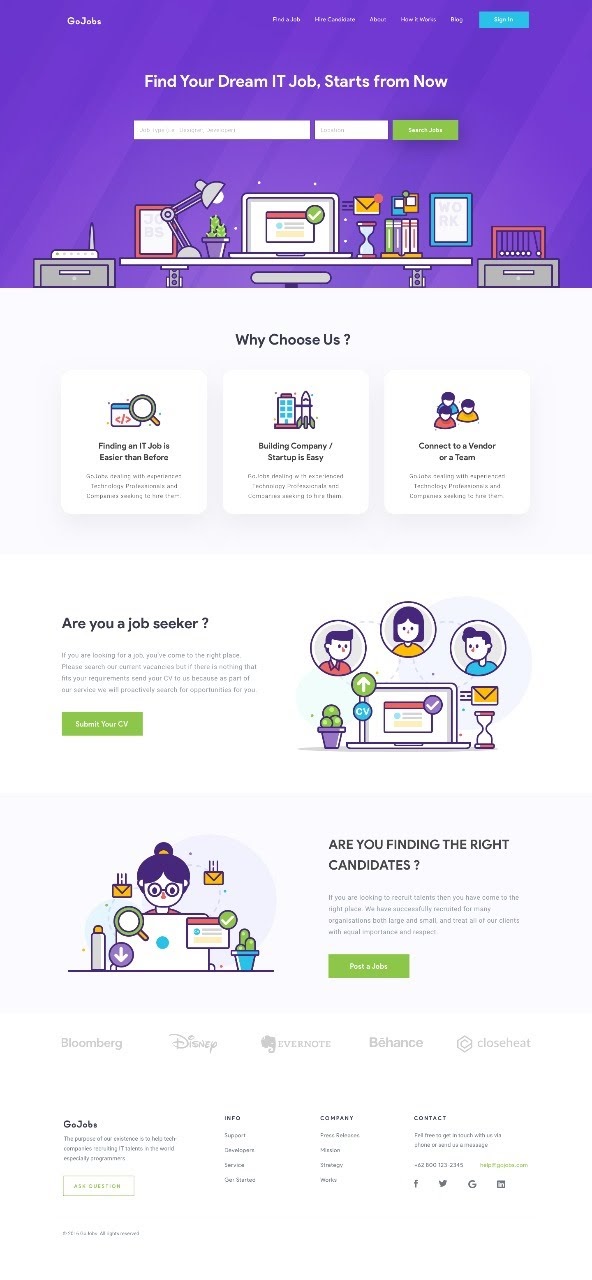 GoJobs
Find a Job Hire Candidate About How it Works Blog Sign In
Find Your Dream IT Job, Starts from Now
Job Type (i.e. Designer, Developer) Location Search Jobs
JO
BS
WO
RK
Why Choose Us ?
Finding an IT Job is
Easier than Before
GoJobs dealing with experienced
Technology Professionals and
Companies seeking to hire them.
Building Company /
Startup is Easy
GoJobs dealing with experienced
Technology Professionals and
Companies seeking to hire them.
Connect to a Vendor
or a Team
GoJobs dealing with experienced
Technology Professionals and
Companies seeking to hire them.
Are you a job seeker ?
If you are looking for a job, you've come to the right place.
Please search our current vacancies but if there is nothing that
fits your requirements send your CV to us because as part of
our service we will proactively search for opportunities for you.
Submit Your CV
CV
ARE YOU FINDING THE RIGHT
CANDIDATES ?
If you are looking to recruit talents then you have come to the
right place. We have successfully recruited for many
organisations both large and small, and treat all of our clients
with equal importance and respect.
Post a Jobs
Bloomberg Disney EVERNOTE Bēhance closeheat
GoJobs
The purpose of our existence is to help tech-
companies recruiting IT talents in the world
especially programmers.
ASK QUESTION
INFO
Support
Developers
Service
Ger Started
COMPANY
Press Releases
Mission
Strategy
Works
CONTACT
Fell free to get in touch with us via
phone or send us a message
+62 800 123-2345 help@gojobs.com
© 2016 GoJobs. All rights reserved